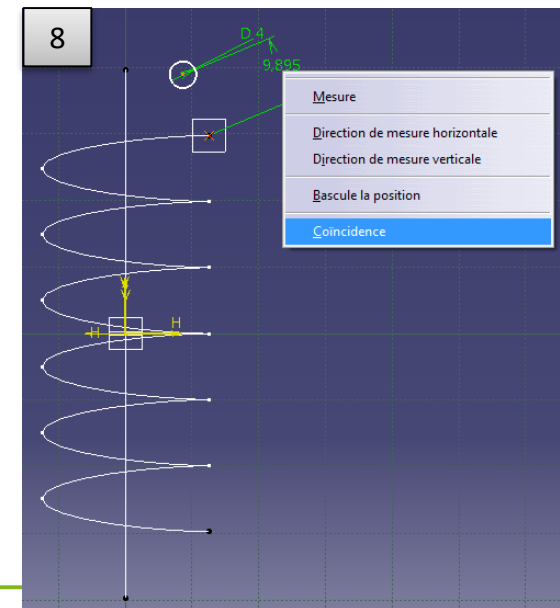 8
D 4
9,895
Mesure
Direction de mesure horizontale
Direction de mesure verticale
Bascule la position
Coïncidence
V
H
H